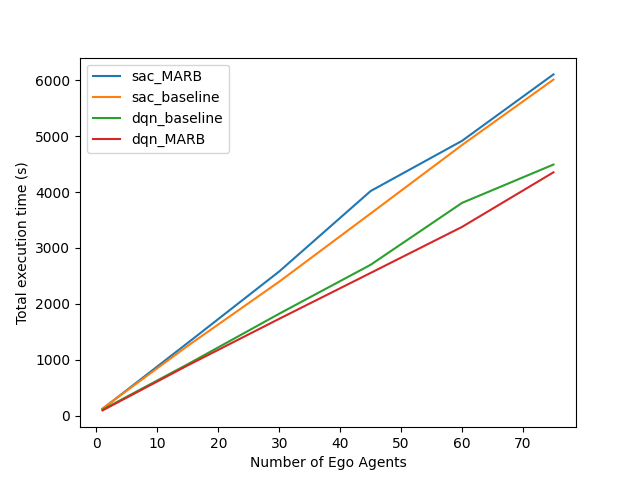 sac_MARB
sac_baseline
dqn_baseline
dqn_MARB
6000
5000
4000
3000
2000
1000
0
Total execution time (s)
0 10 20 30 40 50 60 70
Number of Ego Agents